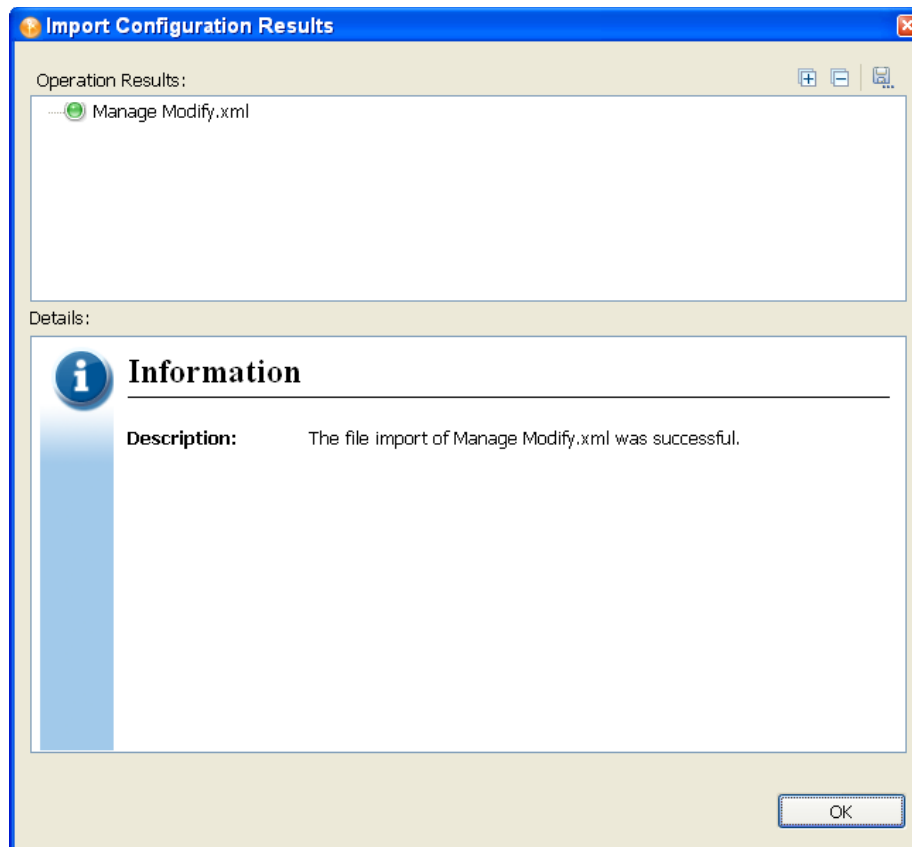 Import Configuration Results
Operation Results:
Manage Modify.xml
Details:
Information
Description: The file import of Manage Modify.xml was successful.
OK